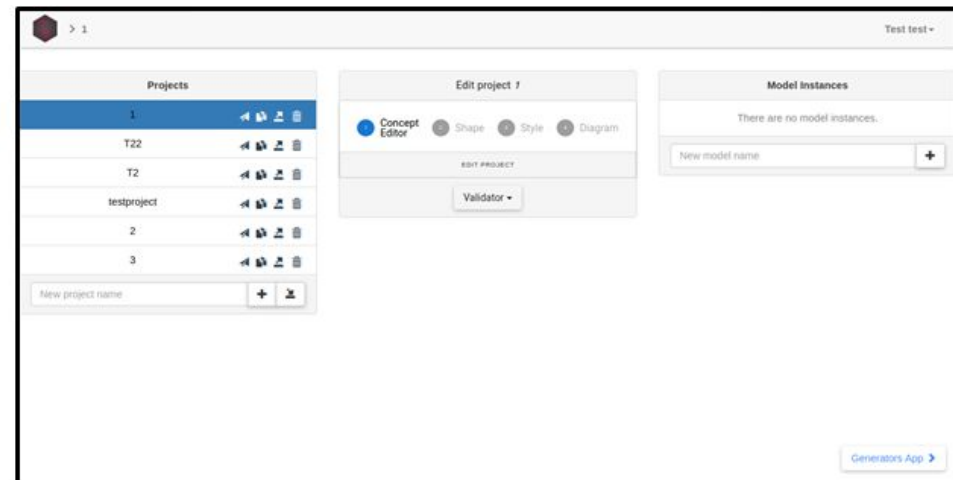 > 1
Test test
Projects
1
T22
T2
testproject
2
3
New project name
Edit project 1
Concept Editor
Shape
Style
Diagram
EDIT PROJECT
Validator
Model Instances
There are no model instances.
New model name
Generators App